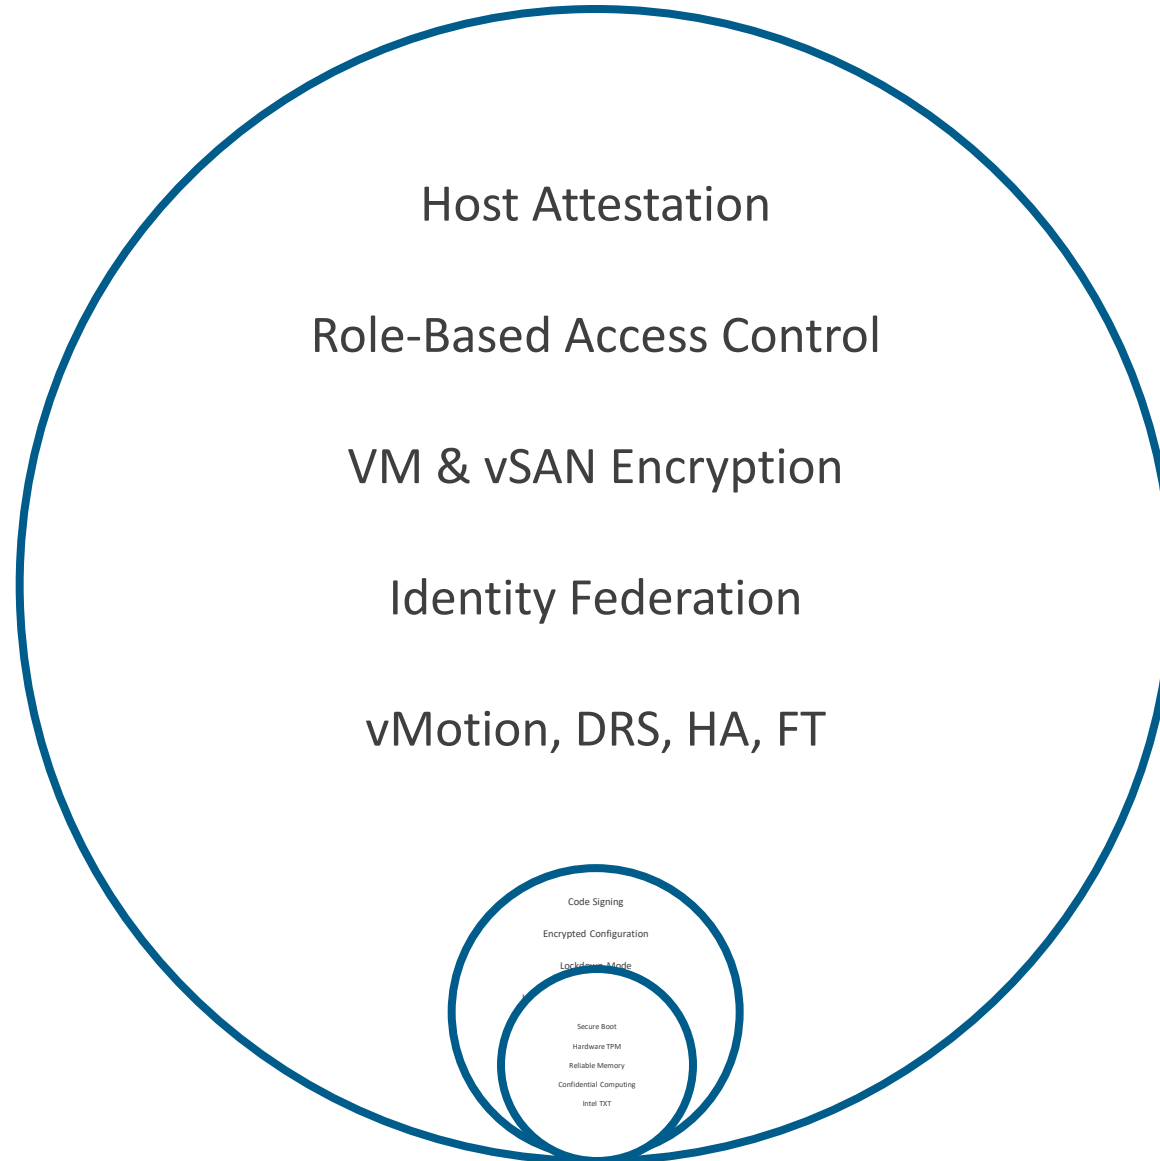 Host Attestation
Role-Based Access Control
VM & vSAN Encryption
Identity Federation
vMotion, DRS, HA, FT
Code Signing
Encrypted Configuration
Lockdown Mode
Secure Boot
Hardware TPM
Reliable Memory
Confidential Computing
Intel TXT